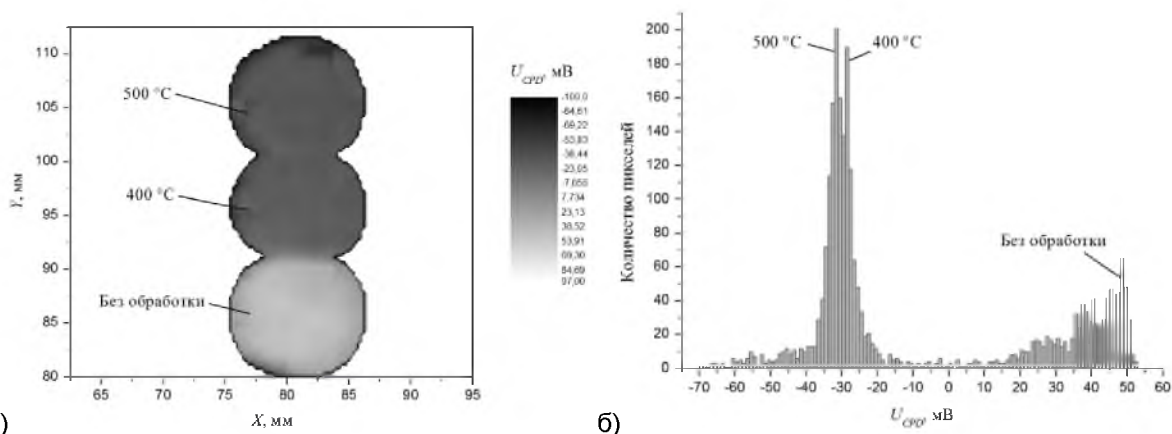 110
105
100
95
90
85
80
Y, мм
500 °C
400 °C
Без обработки
65 70 75 80 85 90 95
X, мм
U_CPD, мВ
-100,0
-84,61
-69,22
-53,83
-38,44
-23,05
-7,656
7,734
23,13
38,52
53,91
69,30
84,69
97,00
)
200
180
160
140
120
100
80
60
40
20
0
Количество пикселей
500 °C
400 °C
Без обработки
-70 -60 -50 -40 -30 -20 -10 0 10 20 30 40 50 60
U_CPD, мВ
б)